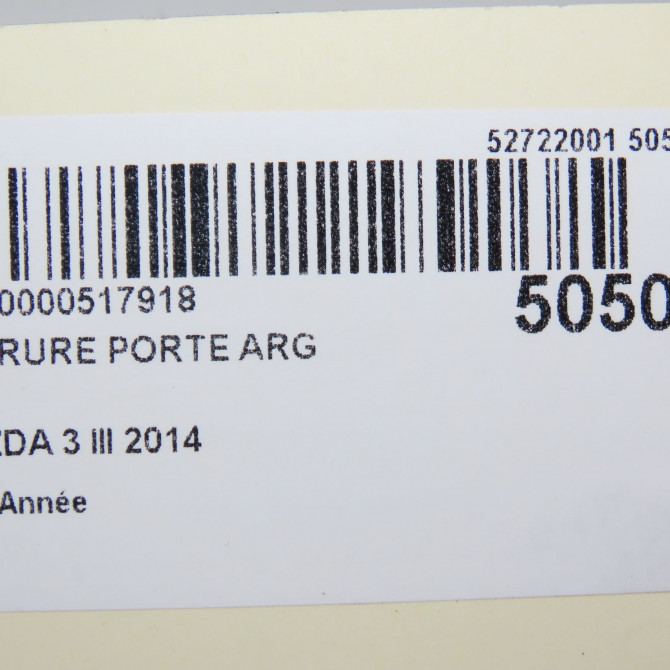 52722001 505
0000517918
5050
RURE PORTE ARG
ZDA 3 III 2014
Année